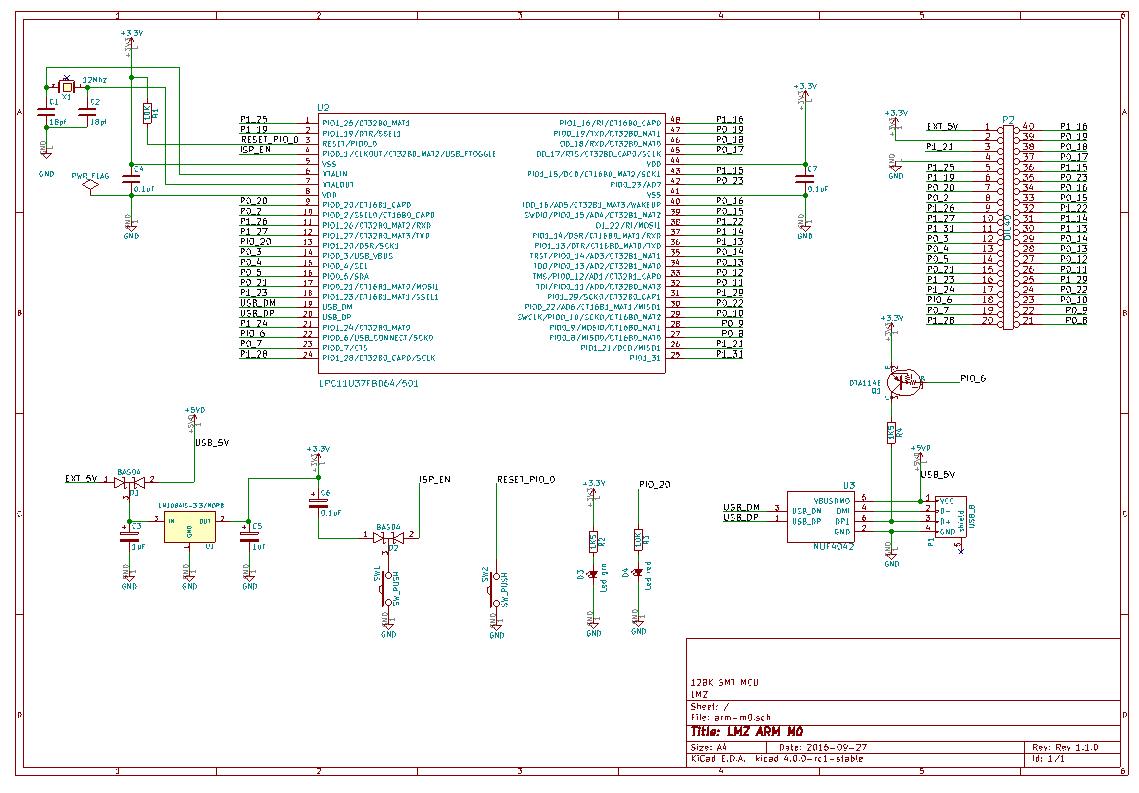 +3.3V
12Mhz
X1
C1
C2
18pf
18pf
10K
R1
GND
PWR_FLAG
C4
0.1uF
GND
U2
P1_25 1 PIO1_25/CT32B0_MAT1
P1_19 2 PIO1_19/DTR/SSEL1
RESET_PIO_0 3 RESET/PIO0_0
ISP_EN 4 PIO0_1/CLKOUT/CT32B0_MAT2/USB_FTOGGLE
5 VSS
6 XTALIN
7 XTALOUT
8 VDD
P0_20 9 PIO0_20/CT16B1_CAP0
P0_2 10 PIO0_2/SSEL0/CT16B0_CAP0
P1_26 11 PIO1_26/CT32B0_MAT2/RXD
P1_27 12 PIO1_27/CT32B0_MAT3/TXD
PIO_20 13 PIO1_20/DSR/SCK1
P0_3 14 PIO0_3/USB_VBUS
P0_4 15 PIO0_4/SCL
P0_5 16 PIO0_5/SDA
P0_21 17 PIO0_21/CT16B1_MAT0/MOSI1
P1_23 18 PIO1_23/CT16B1_MAT1/SSEL1
USB_DM 19 USB_DM
USB_DP 20 USB_DP
P1_24 21 PIO1_24/CT32B0_MAT0
PIO_6 22 PIO0_6/USB_CONNECT/SCK0
P0_7 23 PIO0_7/CTS
P1_28 24 PIO1_28/CT32B0_CAP0/SCLK
PIO1_16/RI/CT16B0_CAP0 48 P1_16
PIO0_19/TXD/CT32B0_MAT1 47 P0_19
OO_18/RXD/CT32B0_MAT0 46 P0_18
OO_17/RTS/CT32B0_CAP0/SCLK 45 P0_17
VDD 44
PIO1_15/DCD/CT16B0_MAT2/SCK1 43 P1_15
PIO0_23/AD7 42 P0_23
VSS 41
IOO_16/AD5/CT32B1_MAT3/WAKEUP 40 P0_16
SWDIO/PIO0_15/AD4/CT32B1_MAT2 39 P0_15
O1_22/RI/MOSI1 38 P1_22
PIO1_14/DSR/CT16B0_MAT1/RXD 37 P1_14
PIO1_13/DTR/CT16B0_MAT0/TXD 36 P1_13
TRST/PIO0_14/AD3/CT32B1_MAT1 35 P0_14
TDO/PIO0_13/AD2/CT32B1_MAT0 34 P0_13
TMS/PIO0_12/AD1/CT32B1_CAP0 33 P0_12
TDI/PIO0_11/AD0/CT32B0_MAT3 32 P0_11
PIO1_29/SCK0/CT32B0_CAP1 31 P1_29
PIO0_22/AD6/CT16B1_MAT1/MISO1 30 P0_22
SWCLK/PIO0_10/SCK0/CT16B0_MAT2 29 P0_10
PIO0_9/MOSI0/CT16B0_MAT1 28 P0_9
PIO0_8/MISO0/CT16B0_MAT0 27 P0_8
PIO1_21/DCD/MISO1 26 P1_21
PIO1_31 25 P1_31
LPC11U37FBD64/501
+3.3V
C7
0.1uF
GND
+3.3V
GND
P2
EXT_5V 1 40 P1_16
2 39 P0_19
P1_21 3 38 P0_18
4 37 P0_17
P1_25 5 36 P1_15
P1_19 6 35 P0_23
P0_20 7 34 P0_16
P0_2 8 33 P0_15
P1_26 9 32 P1_22
P1_27 10 31 P1_14
P1_31 11 30 P1_13
P0_3 12 29 P0_14
P0_4 13 28 P0_13
P0_5 14 27 P0_12
P0_21 15 26 P0_11
P1_23 16 25 P1_29
P1_24 17 24 P0_22
PIO_6 18 23 P0_10
P0_7 19 22 P0_9
P1_28 20 21 P0_8
+3.3V
DTA114E
Q1
PIO_6
1K5
R4
+5VD
USB_5V
U3
USB_DM 3 USB_DN
USB_DP 1 USB_DP
VBUSDMO 6
DMI 4
DP1 5
GND 2
NUF4042
1 VCC
2 D-
3 D+
4 GND
shield
5
USB_B
P1
GND
+5VD
USB_5V
EXT_5V
BAS04
1 2
D1
3
LM1084IS-3.3/NOPB
3 IN OUT 2
GND
1
U1
C3
1uF
C5
1uF
GND
GND
GND
+3.3V
C6
0.1uF
BAS04
1 2
D2
3
ISP_EN
SW1
SW_PUSH
GND
RESET_PIO_0
SW2
SW_PUSH
GND
+3.3V
1K5
R2
D3
Led grn
GND
PIO_20
10K
R3
D4
Led red
GND
128K SMT MCU
LMZ
Sheet: /
File: arm-m0.sch
Title: LMZ ARM M0
Size: A4 Date: 2016-09-27 Rev: Rev 1.1.0
KiCad E.D.A. kicad 4.0.0-rc1-stable Id: 1/1